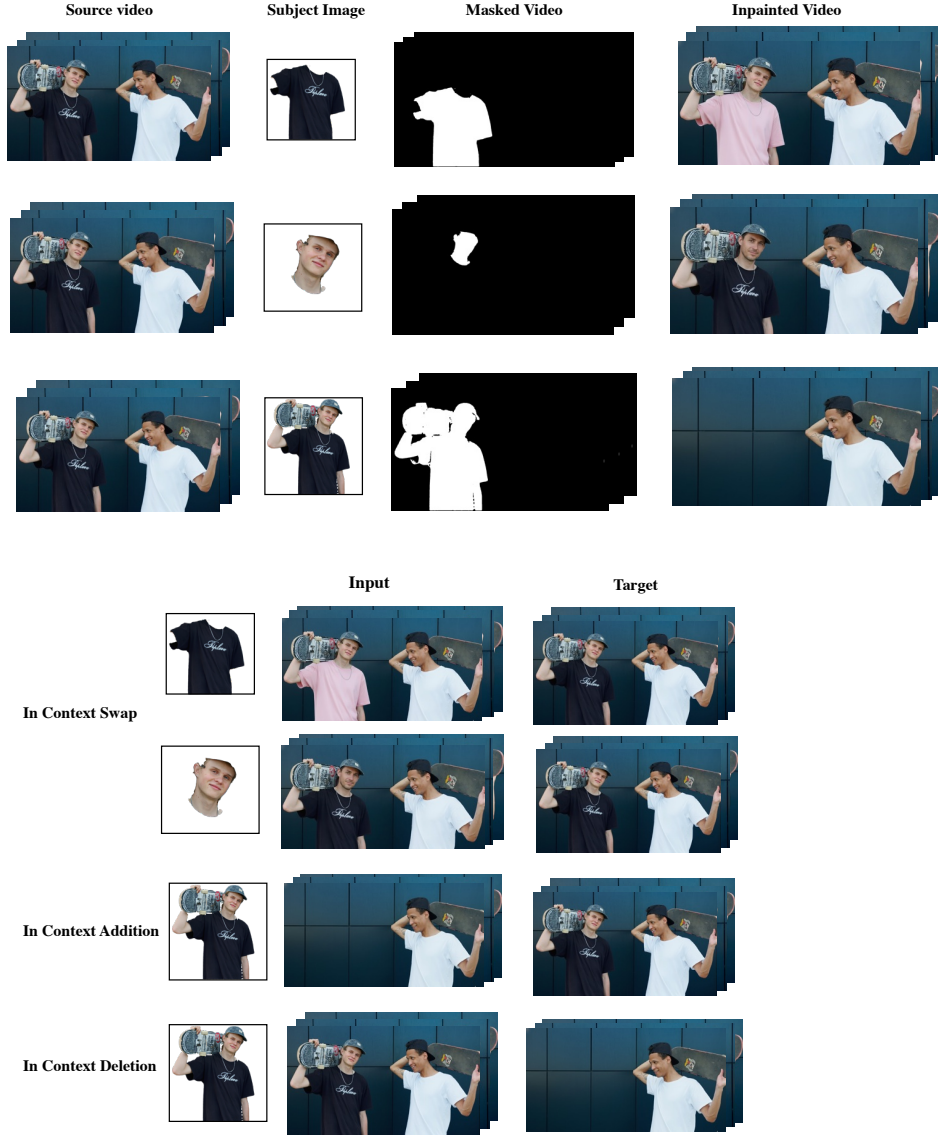 Source video
Subject Image
Masked Video
Inpainted Video
Input
Target
In Context Swap
In Context Addition
In Context Deletion